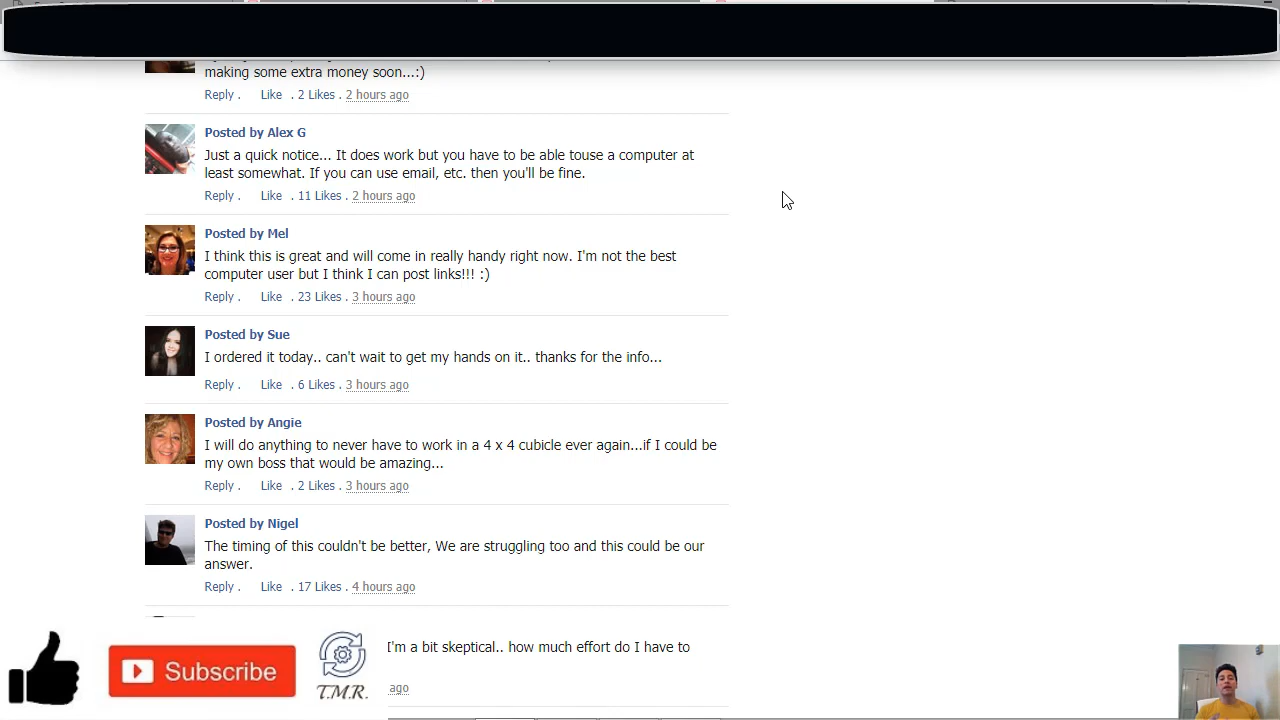 making some extra money soon...:)
Reply . Like . 2 Likes . 2 hours ago
Posted by Alex G
Just a quick notice... It does work but you have to be able touse a computer at
least somewhat. If you can use email, etc. then you'll be fine.
Reply . Like . 11 Likes . 2 hours ago
Posted by Mel
I think this is great and will come in really handy right now. I'm not the best
computer user but I think I can post links!!! :)
Reply . Like . 23 Likes . 3 hours ago
Posted by Sue
I ordered it today.. can't wait to get my hands on it.. thanks for the info...
Reply . Like . 6 Likes . 3 hours ago
Posted by Angie
I will do anything to never have to work in a 4 x 4 cubicle ever again...if I could be
my own boss that would be amazing...
Reply . Like . 2 Likes . 3 hours ago
Posted by Nigel
The timing of this couldn't be better, We are struggling too and this could be our
answer.
Reply . Like . 17 Likes . 4 hours ago
I'm a bit skeptical.. how much effort do I have to
ago
Subscribe
T.M.R.